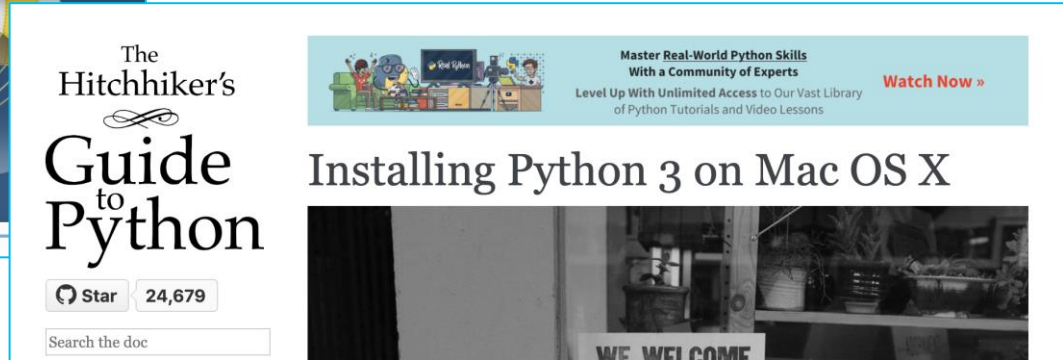 The
Hitchhiker's
Guide
to
Python
Star 24,679
Search the doc
Real Python
Master Real-World Python Skills
With a Community of Experts
Level Up With Unlimited Access to Our Vast Library
of Python Tutorials and Video Lessons
Watch Now »
Installing Python 3 on Mac OS X
WE WELCOME